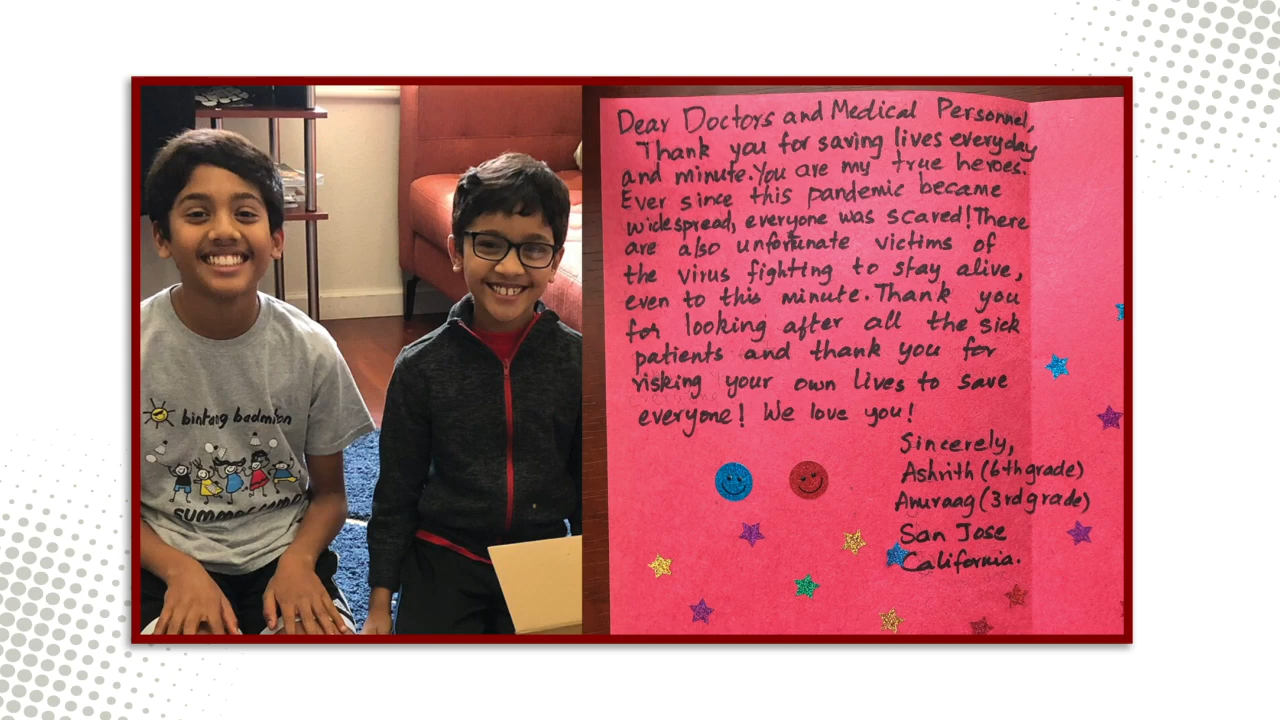 bintang badminton
summer camp
Dear Doctors and Medical Personnel,
Thank you for saving lives everyday
and minute. You are my true heroes.
Ever since this pandemic became
widespread, everyone was scared! There
are also unfortunate victims of
the virus fighting to stay alive,
even to this minute. Thank you
for looking after all the sick
patients and thank you for
risking your own lives to save
everyone! We love you!
Sincerely,
Ashrith (6th grade)
Anuraag (3rd grade)
San Jose
California.